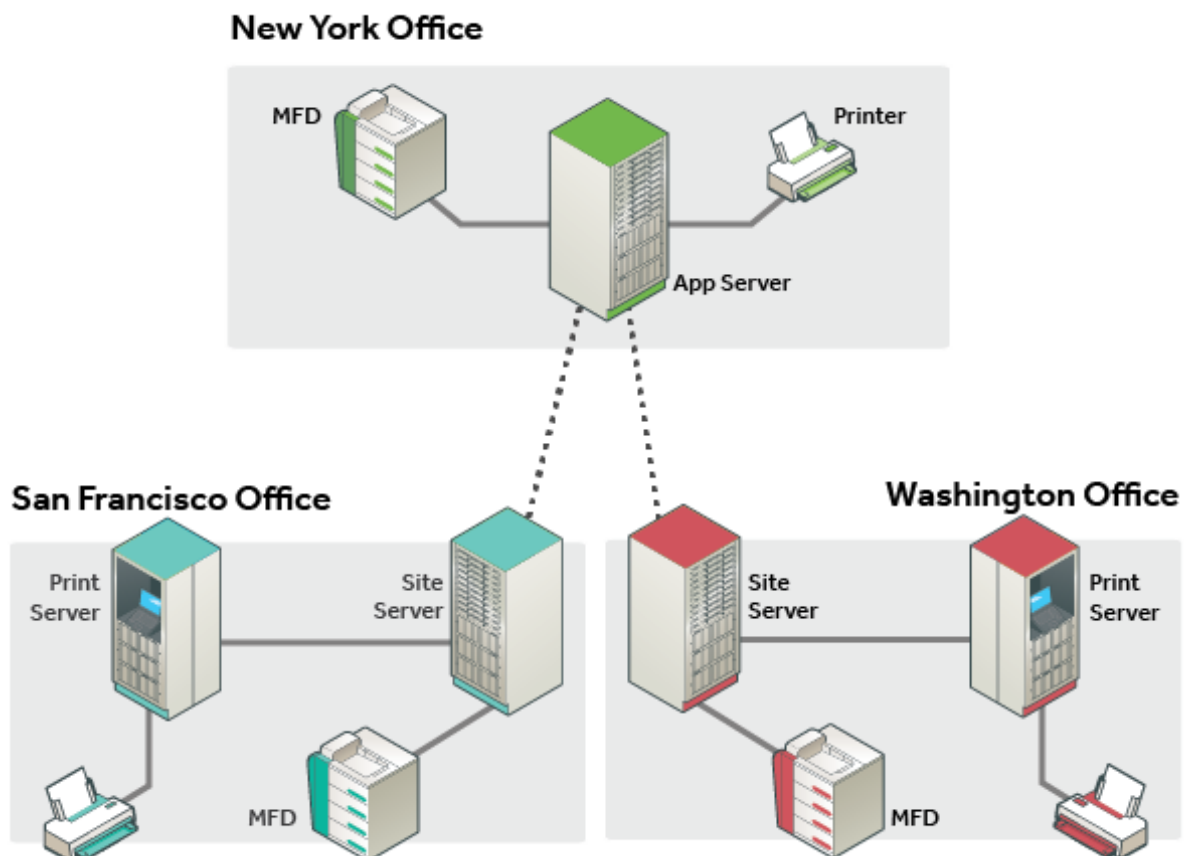 New York Office
MFD
Printer
App Server
San Francisco Office
Print
Server
Site
Server
MFD
Washington Office
Site
Server
Print
Server
MFD